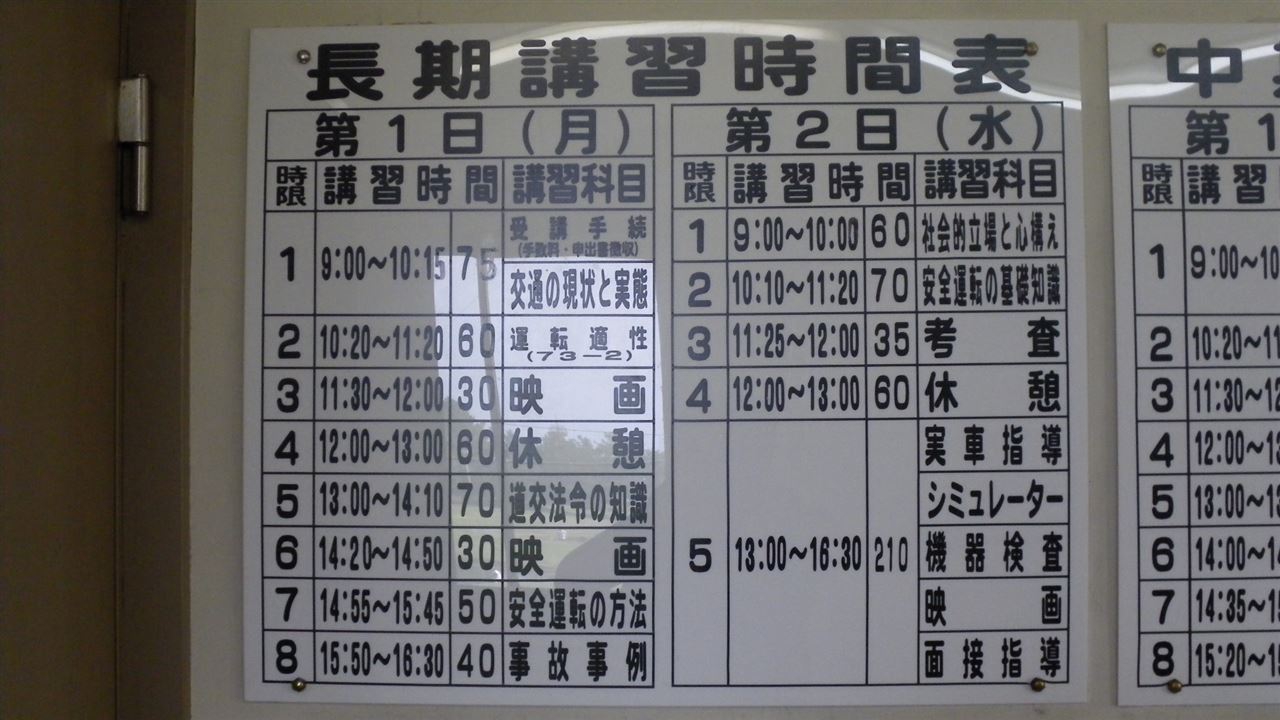 長期講習時間表
第1日(月)
時限 講習時間 講習科目
1 9:00~10:15 75 受講手続
(手数料・申出書徴収)
交通の現状と実態
2 10:20~11:20 60 運転適性
(73-2)
3 11:30~12:00 30 映画
4 12:00~13:00 60 休憩
5 13:00~14:10 70 道交法令の知識
6 14:20~14:50 30 映画
7 14:55~15:45 50 安全運転の方法
8 15:50~16:30 40 事故事例
第2日(水)
時限 講習時間 講習科目
1 9:00~10:00 60 社会的立場と心構え
2 10:10~11:20 70 安全運転の基礎知識
3 11:25~12:00 35 考査
4 12:00~13:00 60 休憩
5 13:00~16:30 210 実車指導
シミュレーター
機器検査
映画
面接指導
中
第1
時限 講習
1 9:00~10
2 10:20~11
3 11:30~12
4 12:00~13
5 13:00~1
6 14:00~14
7 14:35~1
8 15:20~1